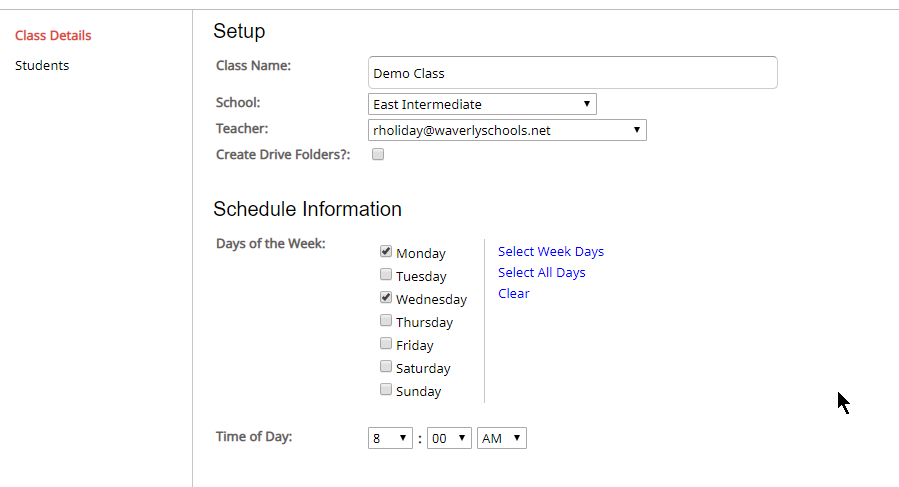 Class Details
Students
Setup
Class Name: Demo Class
School: East Intermediate
Teacher: rholiday@waverlyschools.net
Create Drive Folders?:
Schedule Information
Days of the Week:
Monday
Tuesday
Wednesday
Thursday
Friday
Saturday
Sunday
Select Week Days
Select All Days
Clear
Time of Day: 8 : 00 AM